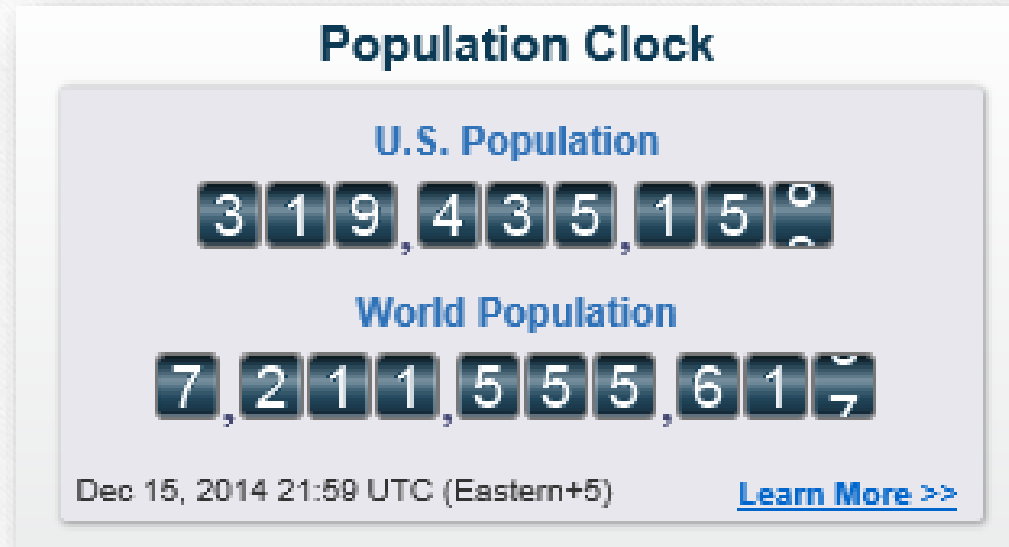 Population Clock
U.S. Population
319,435,15
World Population
7,211,555,61
Dec 15, 2014 21:59 UTC (Eastern+5)
Learn More >>